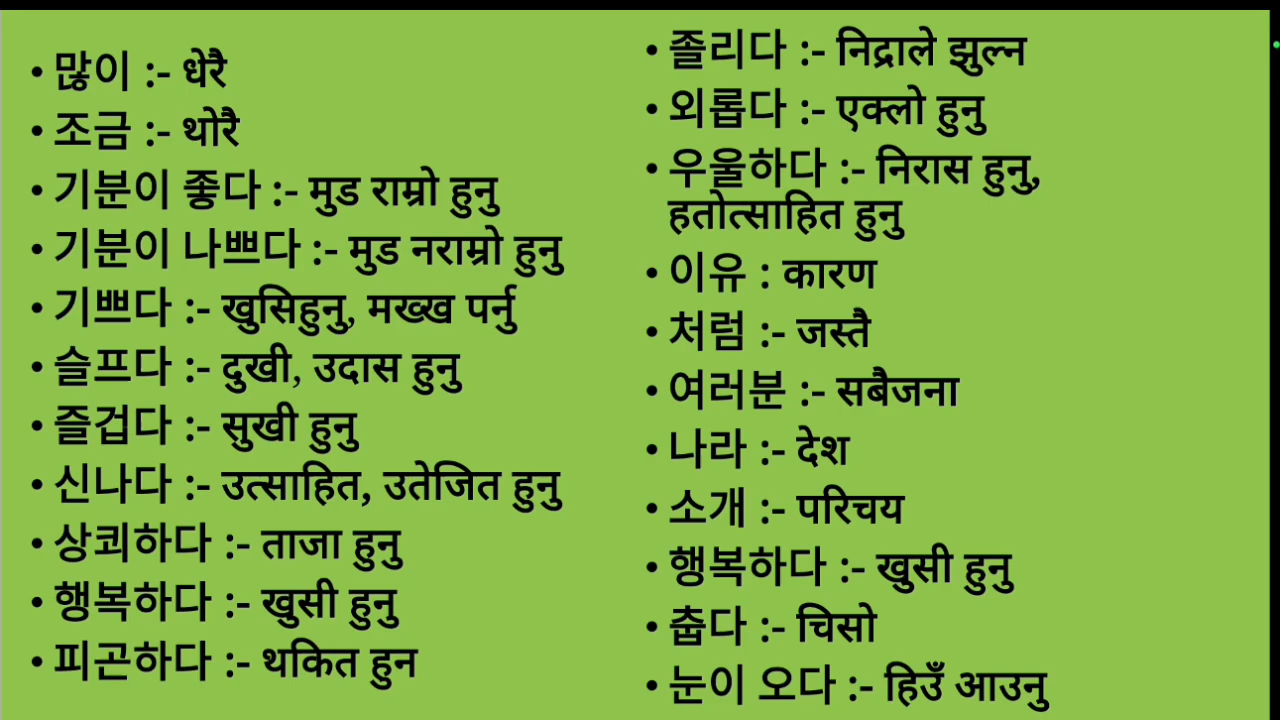 • 많이 :- धेरै
• 조금 :- थोरै
• 기분이 좋다 :- मुड राम्रो हुनु
• 기분이 나쁘다 :- मुड नराम्रो हुनु
• 기쁘다 :- खुसिहुनु, मख्ख पर्नु
• 슬프다 :- दुखी, उदास हुनु
• 즐겁다 :- सुखी हुनु
• 신나다 :- उत्साहित, उतेजित हुनु
• 상쾨하다 :- ताजा हुनु
• 행복하다 :- खुसी हुनु
• 피곤하다 :- थकित हुन
• 졸리다 :- निद्राले झुल्न
• 외롭다 :- एक्लो हुनु
• 우울하다 :- निरास हुनु,
हतोत्साहित हुनु
• 이유 : कारण
• 처럼 :- जस्तै
• 여러분 :- सबैजना
• 나라 :- देश
• 소개 :- परिचय
• 행복하다 :- खुसी हुनु
• 춥다 :- चिसो
• 눈이 오다 :- हिउँ आउनु